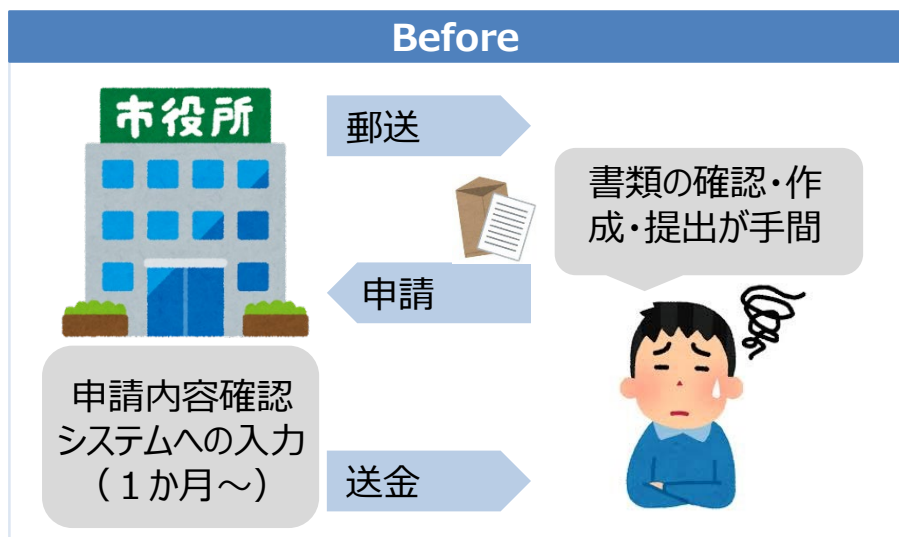 Before
市役所
郵送
書類の確認・作
成・提出が手間
申請
申請内容確認
システムへの入力
（１か月～）
送金